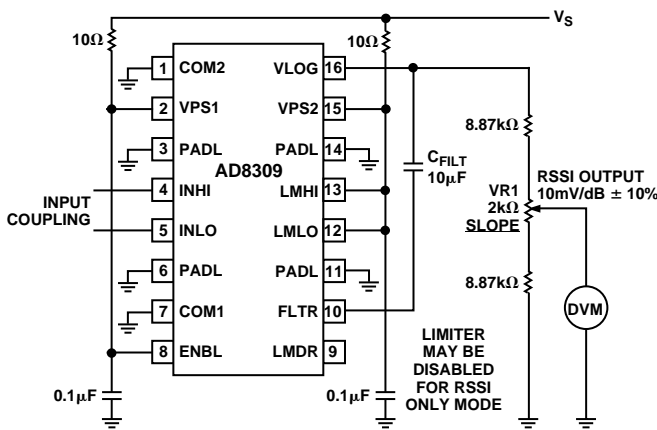 VS
10Ω
10Ω
1 COM2 VLOG 16
2 VPS1 VPS2 15
3 PADL PADL 14
AD8309
INPUT
COUPLING
4 INHI LMHI 13
5 INLO LMLO 12
6 PADL PADL 11
7 COM1 FLTR 10
8 ENBL LMDR 9
0.1μF
0.1μF
CFILT
10μF
LIMITER
MAY BE
DISABLED
FOR RSSI
ONLY MODE
8.87kΩ
VR1
2kΩ
SLOPE
8.87kΩ
RSSI OUTPUT
10mV/dB ± 10%
DVM